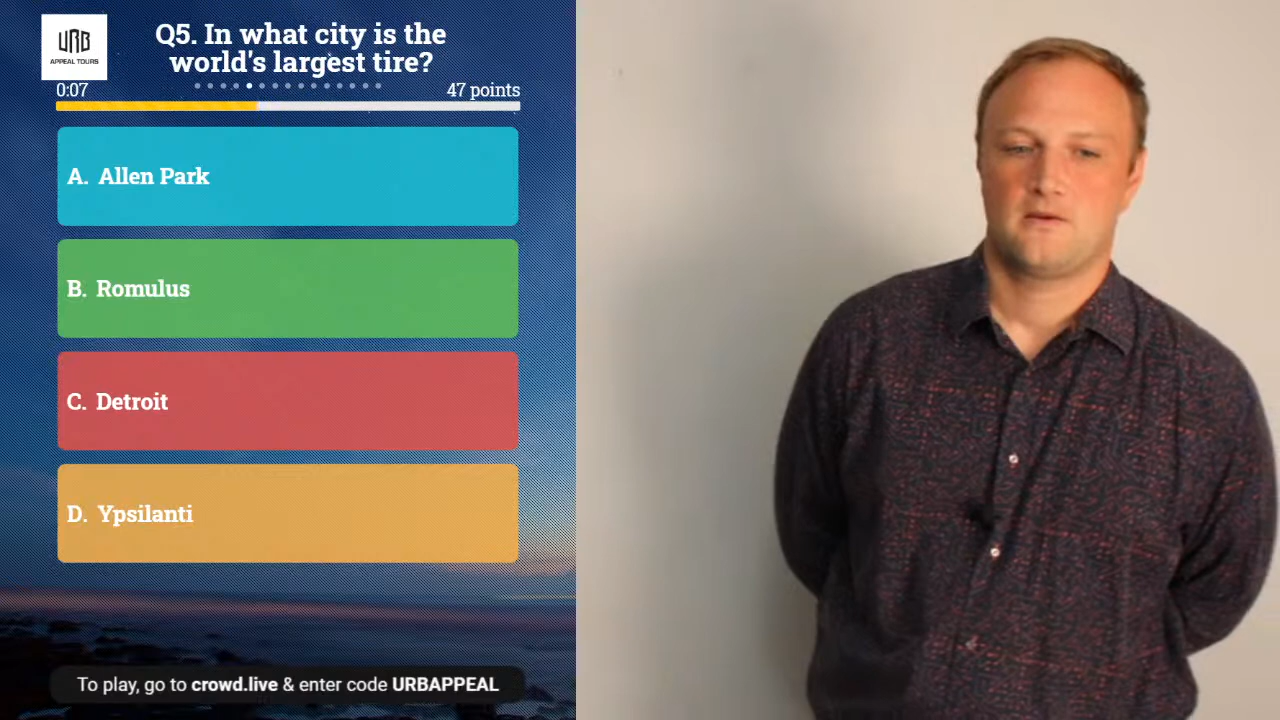 URB
APPEAL TOURS
Q5. In what city is the
world's largest tire?
0:07
47 points
A. Allen Park
B. Romulus
C. Detroit
D. Ypsilanti
To play, go to crowd.live & enter code URBAPPEAL